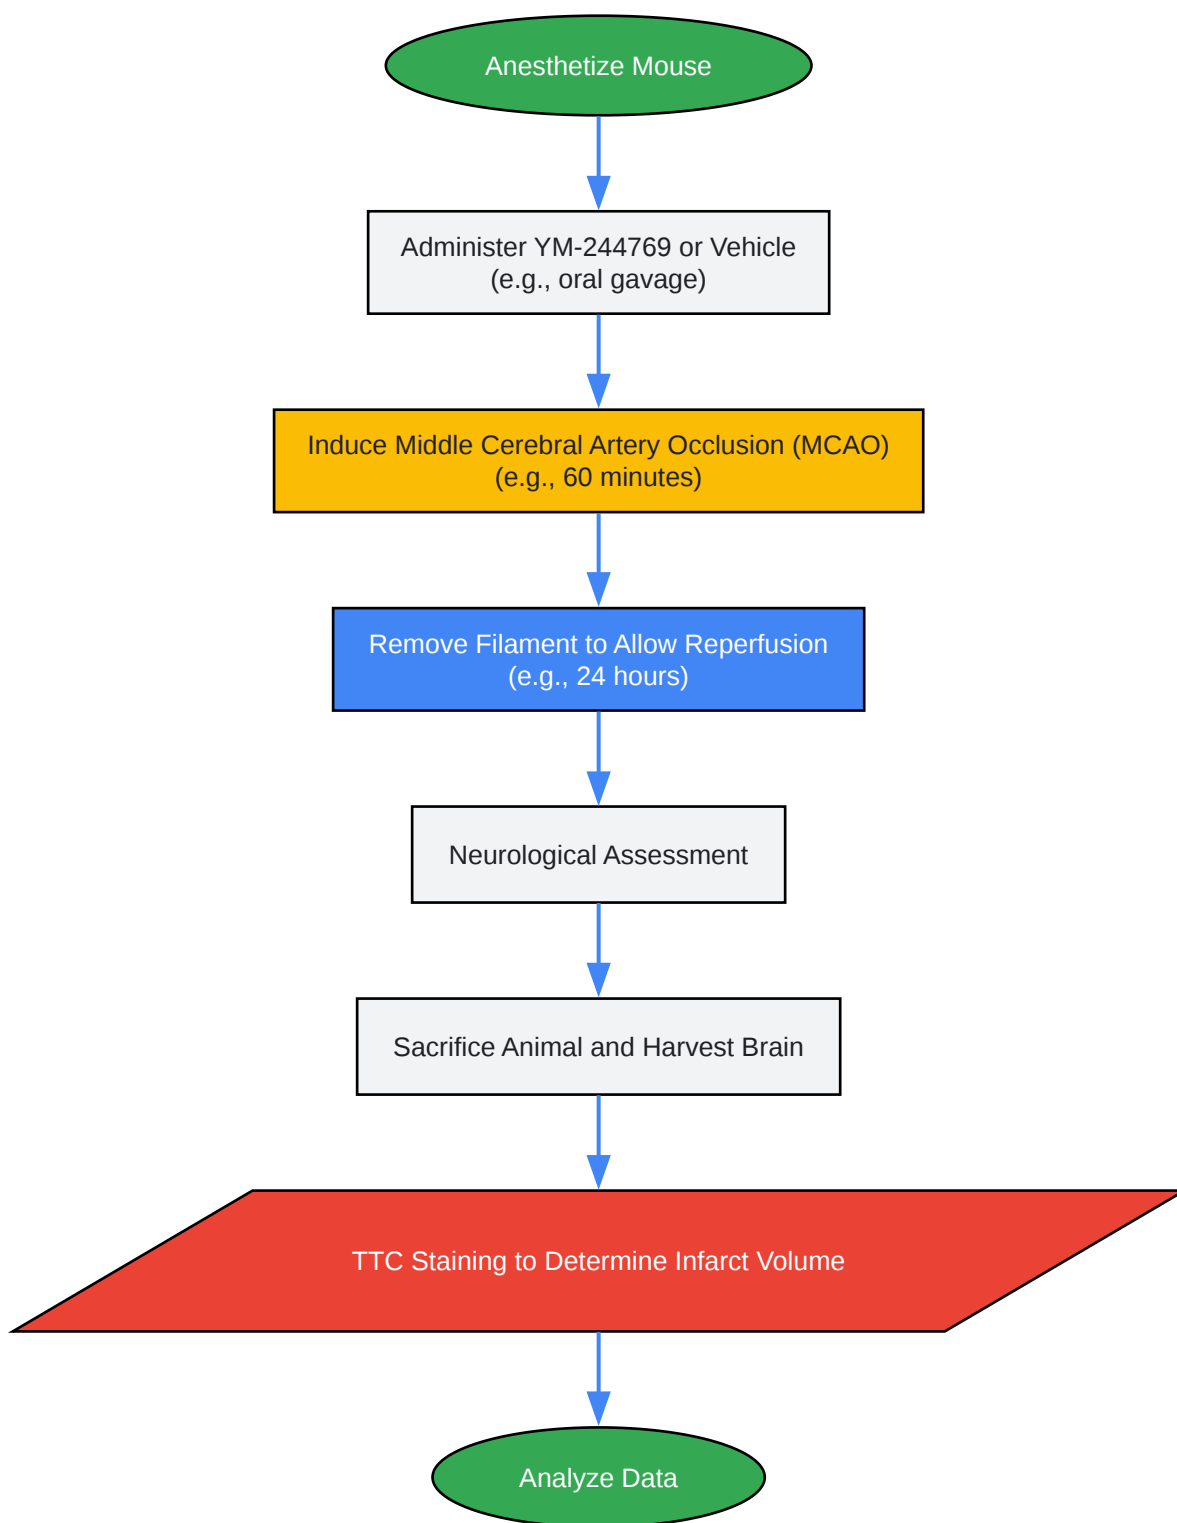 Anesthetize Mouse
Administer YM-244769 or Vehicle
(e.g., oral gavage)
Induce Middle Cerebral Artery Occlusion (MCAO)
(e.g., 60 minutes)
Remove Filament to Allow Reperfusion
(e.g., 24 hours)
Neurological Assessment
Sacrifice Animal and Harvest Brain
TTC Staining to Determine Infarct Volume
Analyze Data